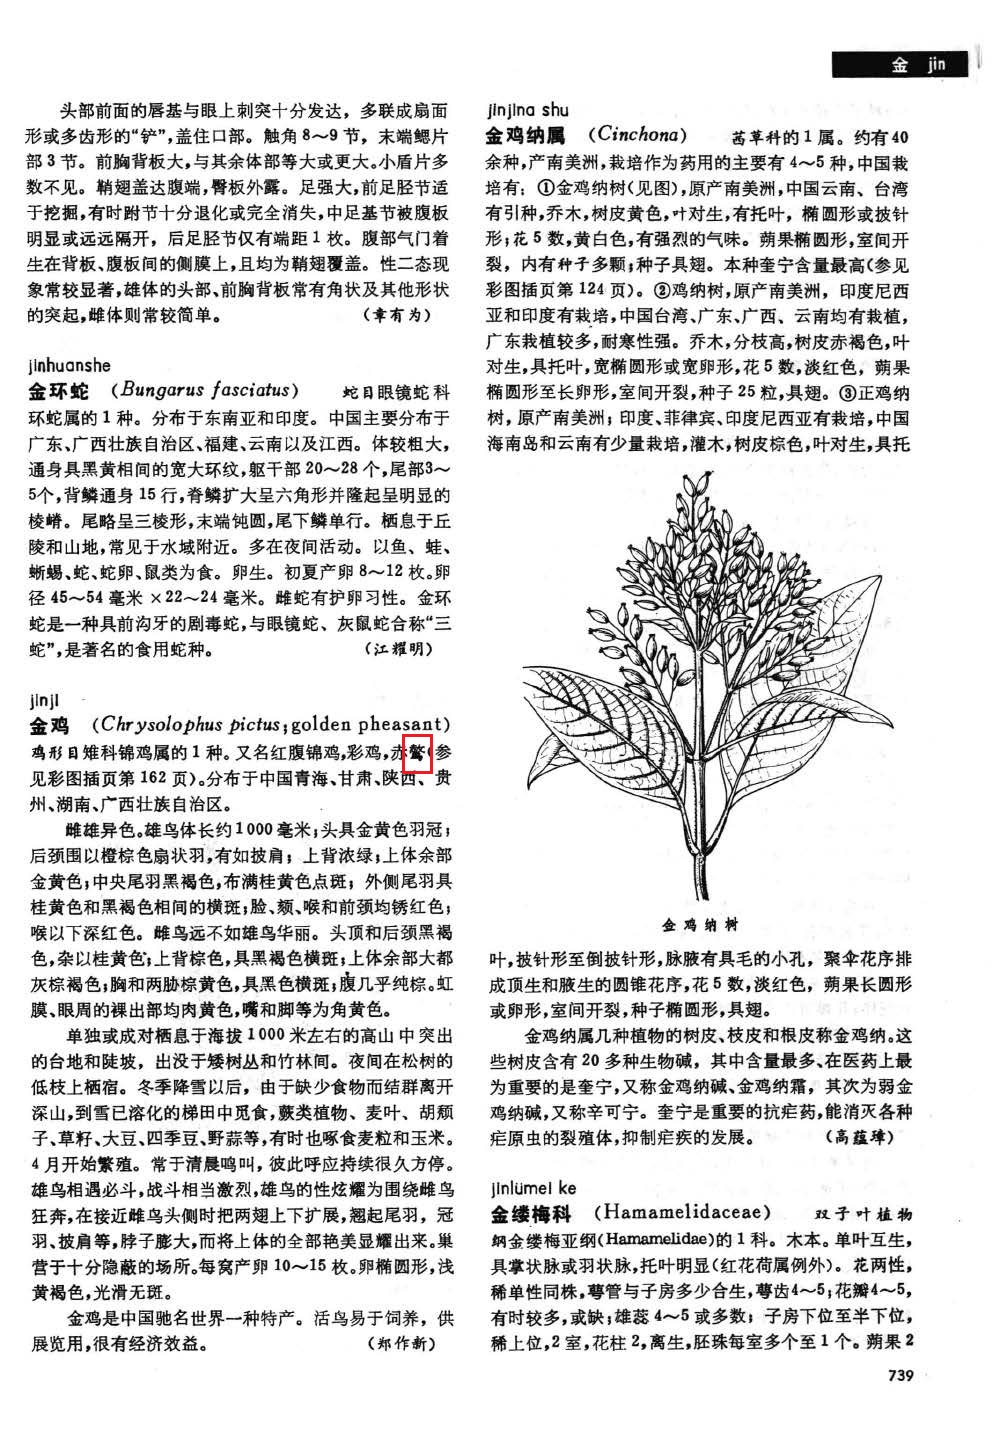 金 jin
头部前面的唇基与眼上刺突十分发达，多联成扇面
形或多齿形的“铲”，盖住口部。触角8～9节，末端鳃片
部3节。前胸背板大，与其余体部等大或更大。小盾片多
数不见。鞘翅盖达腹端，臀板外露。足强大，前足胫节适
于挖掘，有时跗节十分退化或完全消失，中足基节被腹板
明显或远远隔开，后足胫节仅有端距1枚。腹部气门着
生在背板、腹板间的侧膜上，且均为鞘翅覆盖。性二态现
象常较显著，雄体的头部、前胸背板常有角状及其他形状
的突起，雌体则常较简单。（章有为）
jinhuanshe
金环蛇 （Bungarus fasciatus） 蛇目眼镜蛇科
环蛇属的1种。分布于东南亚和印度。中国主要分布于
广东、广西壮族自治区、福建、云南以及江西。体较粗大，
通身具黑黄相间的宽大环纹，躯干部20～28个，尾部3～
5个，背鳞通身15行，脊鳞扩大呈六角形并隆起呈明显的
棱嵴。尾略呈三棱形，末端钝圆，尾下鳞单行。栖息于丘
陵和山地，常见于水域附近。多在夜间活动。以鱼、蛙、
蜥蜴、蛇、蛇卵、鼠类为食。卵生。初夏产卵8～12枚。卵
径45～54毫米×22～24毫米。雌蛇有护卵习性。金环
蛇是一种具前沟牙的剧毒蛇，与眼镜蛇、灰鼠蛇合称“三
蛇”，是著名的食用蛇种。（江耀明）
jinji
金鸡 （Chrysolophus pictus；golden pheasant）
鸡形目雉科锦鸡属的1种。又名红腹锦鸡，彩鸡，赤鷩（参
见彩图插页第162页）。分布于中国青海、甘肃、陕西、贵
州、湖南、广西壮族自治区。
雌雄异色。雄鸟体长约1000毫米；头具金黄色羽冠；
后颈围以橙棕色扇状羽，有如披肩；上背浓绿；上体余部
金黄色；中央尾羽黑褐色，布满桂黄色点斑；外侧尾羽具
桂黄色和黑褐色相间的横斑；脸、颏、喉和前颈均锈红色；
喉以下深红色。雌鸟远不如雄鸟华丽。头顶和后颈黑褐
色，杂以桂黄色；上背棕色，具黑褐色横斑；上体余部大都
灰棕褐色；胸和两胁棕黄色，具黑色横斑；腹几乎纯棕。虹
膜、眼周的裸出部均肉黄色，嘴和脚等为角黄色。
单独或成对栖息于海拔1000米左右的高山中突出
的台地和陡坡，出没于矮树丛和竹林间。夜间在松树的
低枝上栖宿。冬季降雪以后，由于缺少食物而结群离开
深山，到雪已溶化的梯田中觅食，蕨类植物、麦叶、胡颓
子、草籽、大豆、四季豆、野蒜等，有时也啄食麦粒和玉米。
4月开始繁殖。常于清晨鸣叫，彼此呼应持续很久方停。
雄鸟相遇必斗，战斗相当激烈，雄鸟的性炫耀为围绕雌鸟
狂奔，在接近雌鸟头侧时把两翅上下扩展，翘起尾羽，冠
羽、披肩等，脖子膨大，而将上体的全部艳美显耀出来。巢
营于十分隐蔽的场所。每窝产卵10～15枚。卵椭圆形，浅
黄褐色，光滑无斑。
金鸡是中国驰名世界一种特产。活鸟易于饲养，供
展览用，很有经济效益。（郑作新）
jinjina shu
金鸡纳属 （Cinchona） 茜草科的1属。约有40
余种，产南美洲，栽培作为药用的主要有4～5种，中国栽
培有：①金鸡纳树（见图），原产南美洲，中国云南、台湾
有引种，乔木，树皮黄色，叶对生，有托叶，椭圆形或披针
形；花5数，黄白色，有强烈的气味。蒴果椭圆形，室间开
裂，内有种子多颗；种子具翅。本种奎宁含量最高（参见
彩图插页第124页）。②鸡纳树，原产南美洲，印度尼西
亚和印度有栽培，中国台湾、广东、广西、云南均有栽植，
广东栽植较多，耐寒性强。乔木，分枝高，树皮赤褐色，叶
对生，具托叶，宽椭圆形或宽卵形，花5数，淡红色，蒴果
椭圆形至长卵形，室间开裂，种子25粒，具翅。③正鸡纳
树，原产南美洲；印度、菲律宾、印度尼西亚有栽培，中国
海南岛和云南有少量栽培，灌木，树皮棕色，叶对生，具托
金鸡纳树
叶，披针形至倒披针形，脉腋有具毛的小孔，聚伞花序排
成顶生和腋生的圆锥花序，花5数，淡红色，蒴果长圆形
或卵形，室间开裂，种子椭圆形，具翅。
金鸡纳属几种植物的树皮、枝皮和根皮称金鸡纳。这
些树皮含有20多种生物碱，其中含量最多、在医药上最
为重要的是奎宁，又称金鸡纳碱、金鸡纳霜，其次为弱金
鸡纳碱，又称辛可宁。奎宁是重要的抗疟药，能消灭各种
疟原虫的裂殖体，抑制疟疾的发展。（高蕴璋）
jinlümei ke
金缕梅科 （Hamamelidaceae） 双子叶植物
纲金缕梅亚纲（Hamamelidae）的1科。木本。单叶互生，
具掌状脉或羽状脉，托叶明显（红花荷属例外）。花两性，
稀单性同株，萼管与子房多少合生，萼齿4～5；花瓣4～5，
有时较多，或缺；雄蕊4～5或多数；子房下位至半下位，
稀上位，2室，花柱2，离生，胚珠每室多个至1个。蒴果2
739